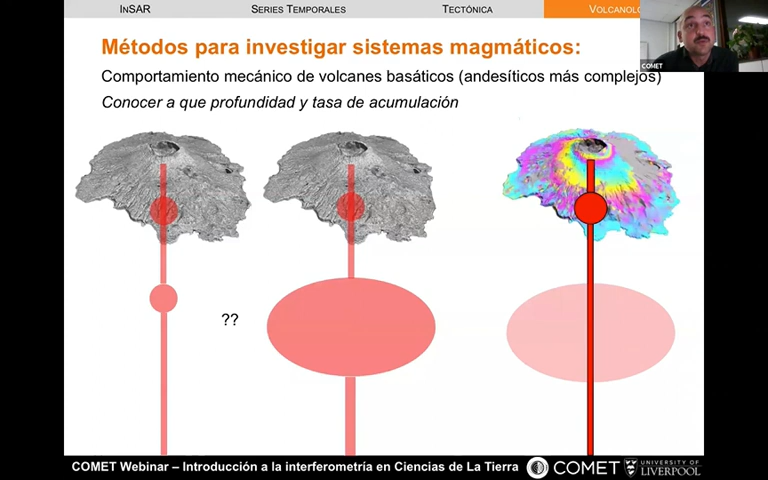 INSAR SERIES TEMPORALES TECTÓNICA VOLCANOL
COMET
Métodos para investigar sistemas magmáticos:
Comportamiento mecánico de volcanes basáticos (andesíticos más complejos)
Conocer a que profundidad y tasa de acumulación
??
COMET Webinar – Introducción a la interferometría en Ciencias de La Tierra COMET UNIVERSITY OF
LIVERPOOL